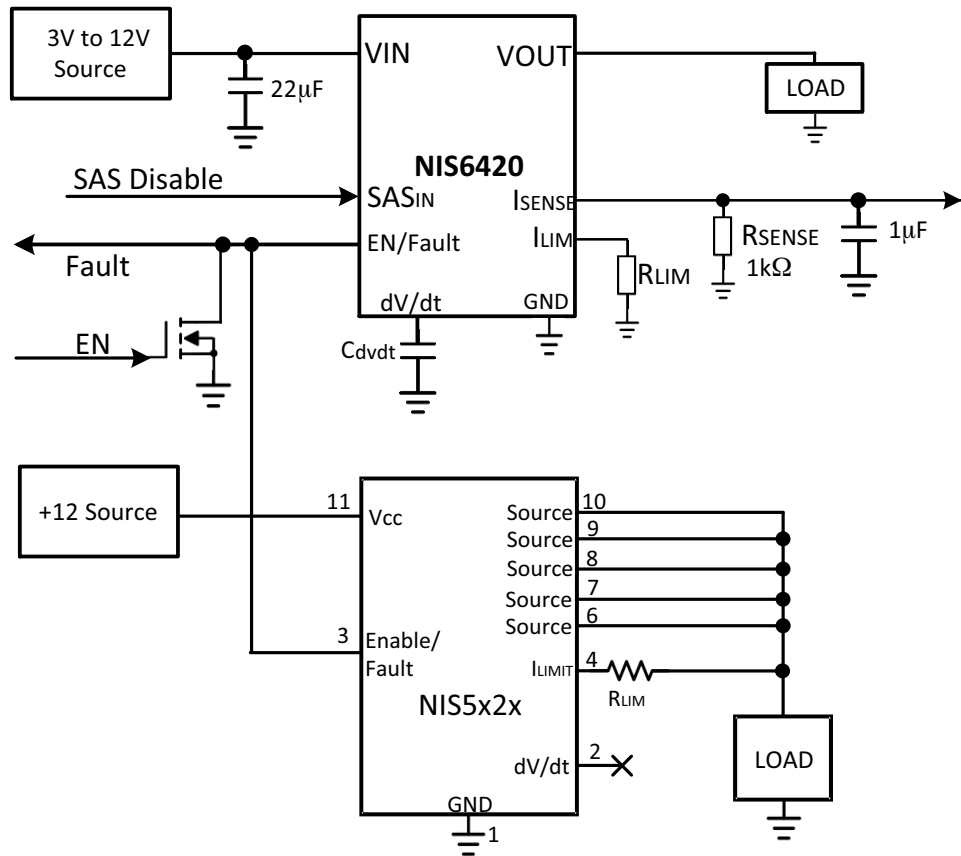 3V to 12V
Source
VIN
VOUT
22μF
LOAD
NIS6420
SAS Disable
SASIN
ISENSE
EN/Fault
ILIM
RSENSE
1kΩ
1μF
Fault
RLIM
dV/dt
GND
EN
Cdvdt
+12 Source
11
Vcc
Source
10
Source
9
Source
8
Source
7
Source
6
3
Enable/
Fault
ILIMIT
4
RLIM
NIS5x2x
dV/dt
2
LOAD
GND
1